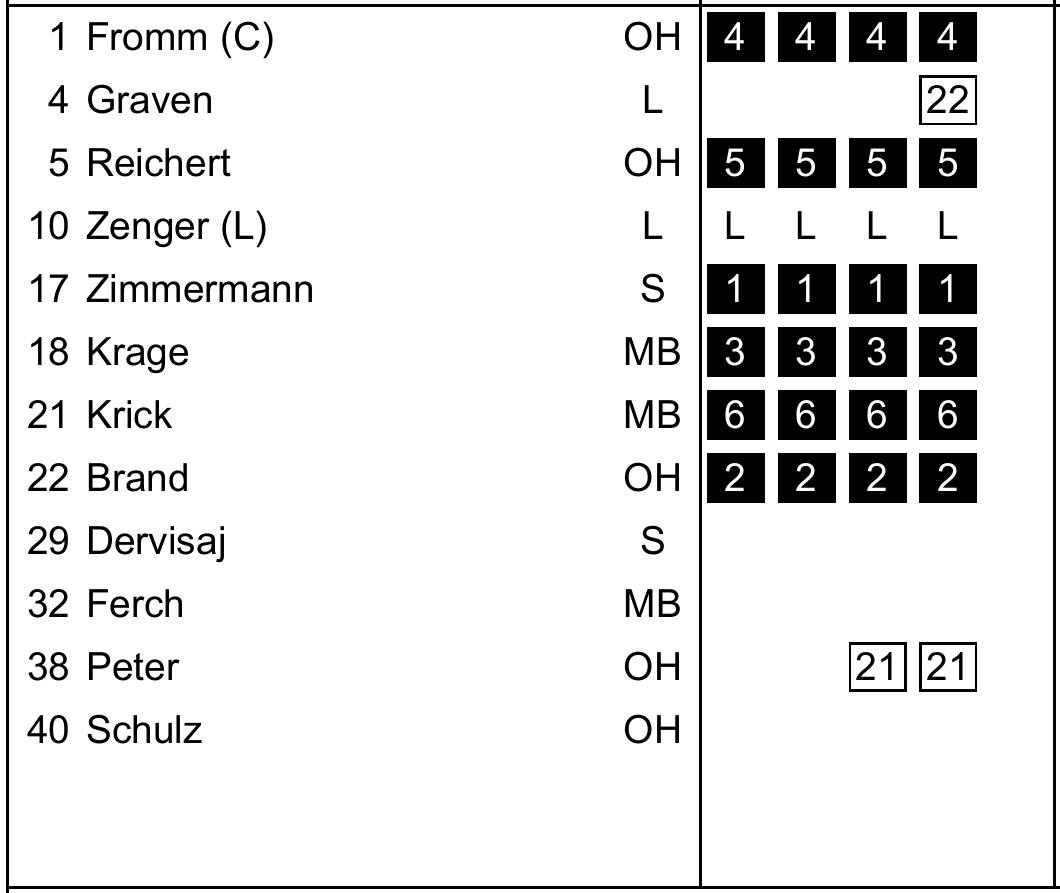 1 Fromm (C) OH 4 4 4 4
4 Graven L 22
5 Reichert OH 5 5 5 5
10 Zenger (L) L L L L L
17 Zimmermann S 1 1 1 1
18 Krage MB 3 3 3 3
21 Krick MB 6 6 6 6
22 Brand OH 2 2 2 2
29 Dervisaj S
32 Ferch MB
38 Peter OH 21 21
40 Schulz OH